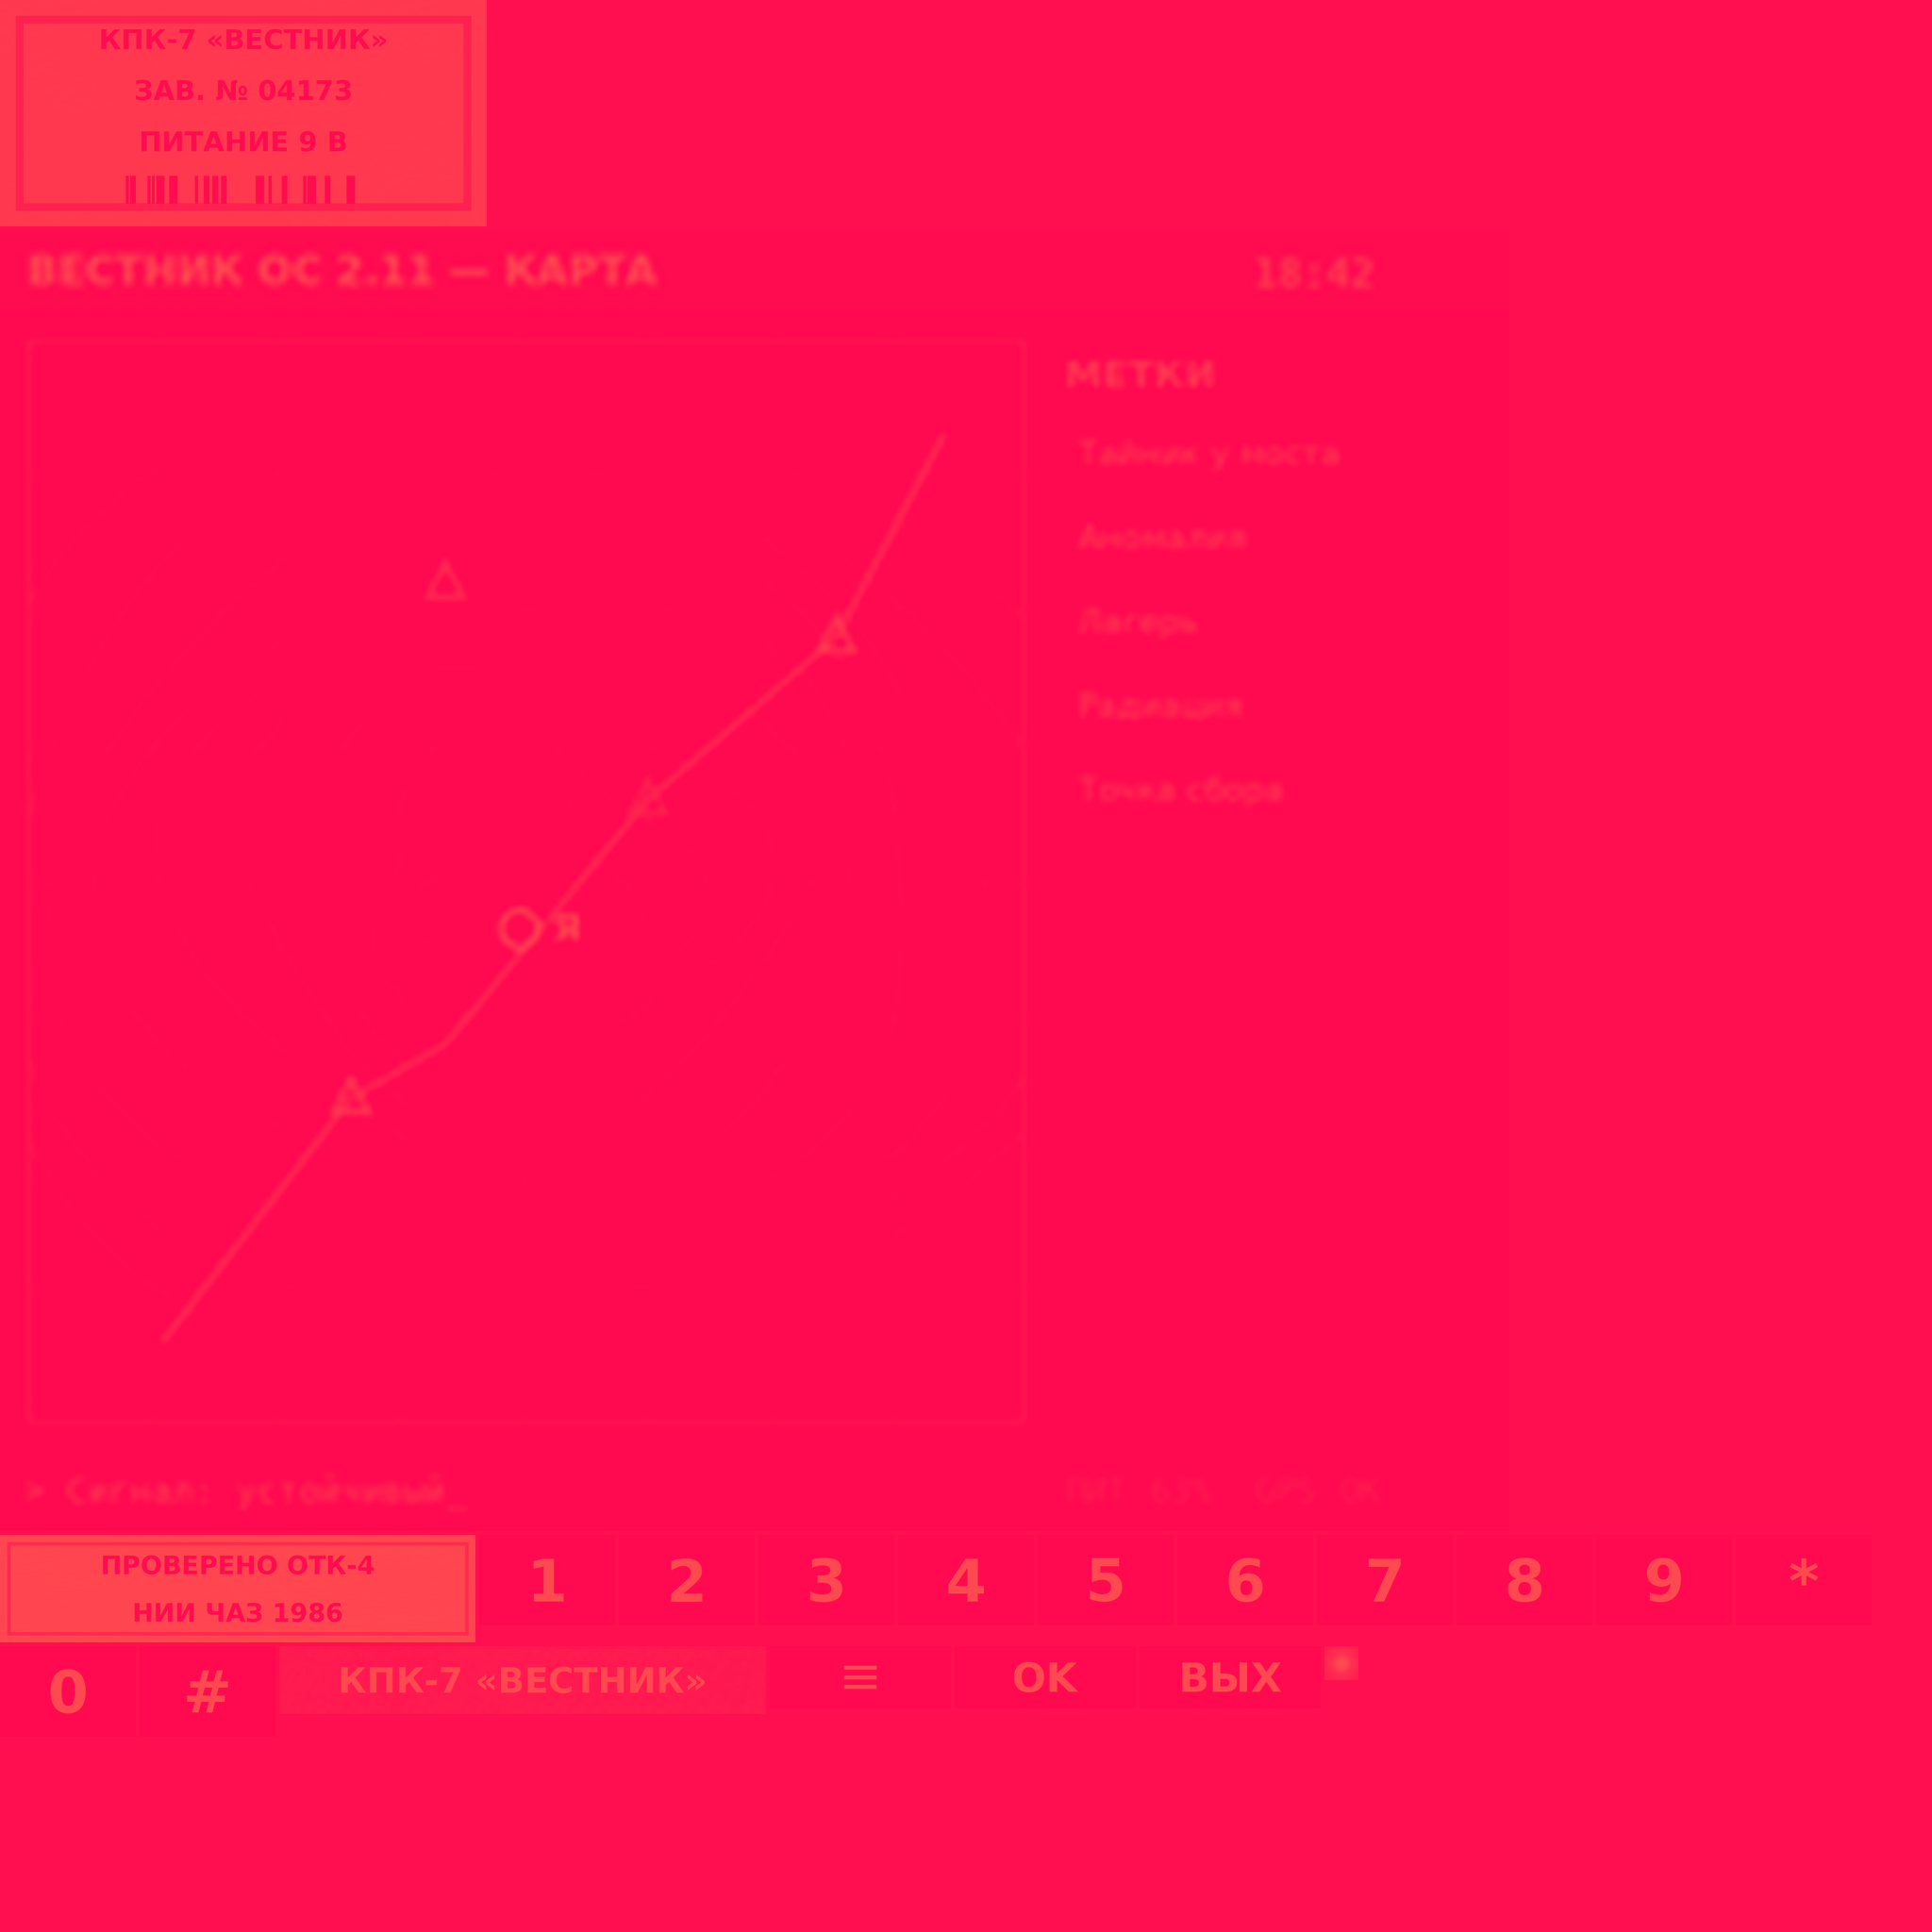 КПК-7 «ВЕСТНИК»
ЗАВ. № 04173
ПИТАНИЕ 9 В
ВЕСТНИК ОС 2.11 — КАРТА
18:42
МЕТКИ
Тайник у моста
Аномалия
Лагерь
Радиация
Точка сбора
Я
> Сигнал: устойчивый_
GPS OK
ПРОВЕРЕНО ОТК-4
НИИ ЧАЗ 1986
1 2 3 4 5 6 7 8 9 *
0 # КПК-7 «ВЕСТНИК» ≡ ОК ВЫХ